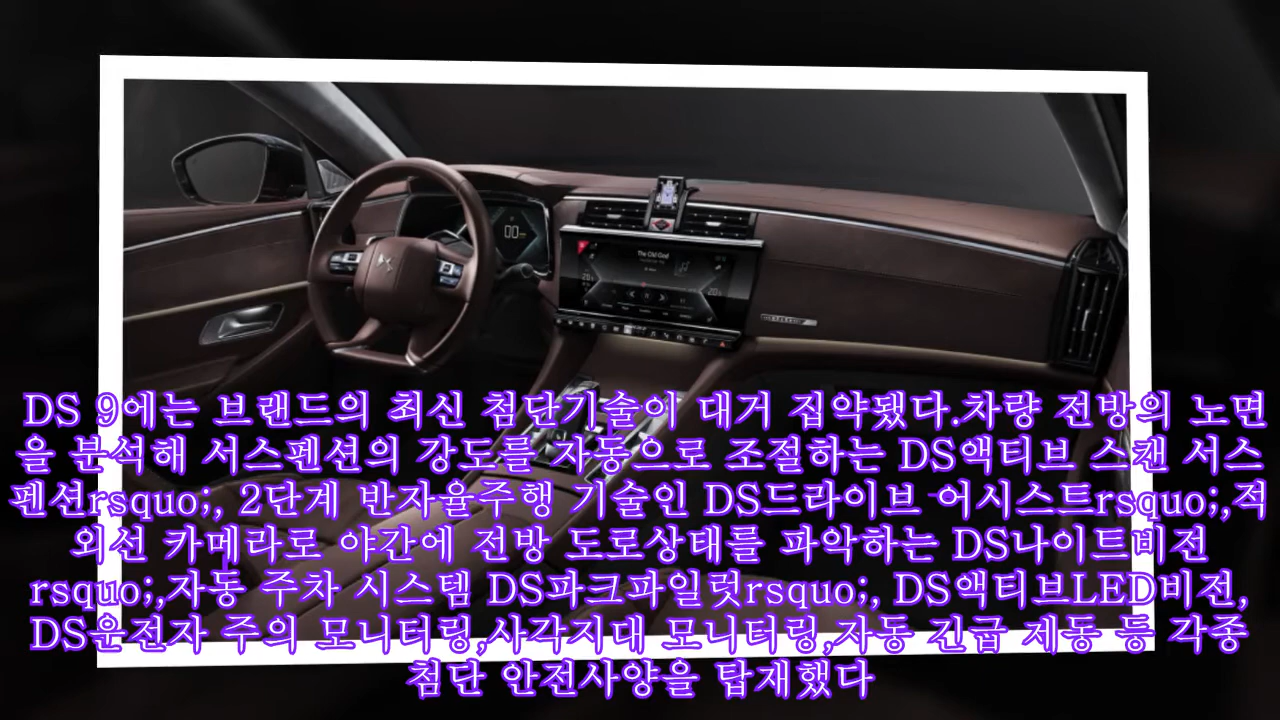 00
The Old God
DS 9에는 브랜드의 최신 첨단기술이 대거 집약됐다.차량 전방의 노면
을 분석해 서스펜션의 강도를 자동으로 조절하는 DS액티브 스캔 서스
펜션rsquo;, 2단계 반자율주행 기술인 DS드라이브 어시스트rsquo;,적
외선 카메라로 야간에 전방 도로상태를 파악하는 DS나이트비전
rsquo;,자동 주차 시스템 DS파크파일럿rsquo;, DS액티브LED비전,
DS운전자 주의 모니터링,사각지대 모니터링,자동 긴급 제동 등 각종
첨단 안전사양을 탑재했다